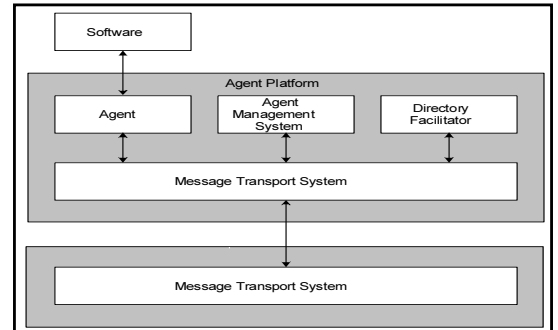 Software
Agent Platform
Agent
Agent
Management
System
Directory
Facilitator
Message Transport System
Message Transport System